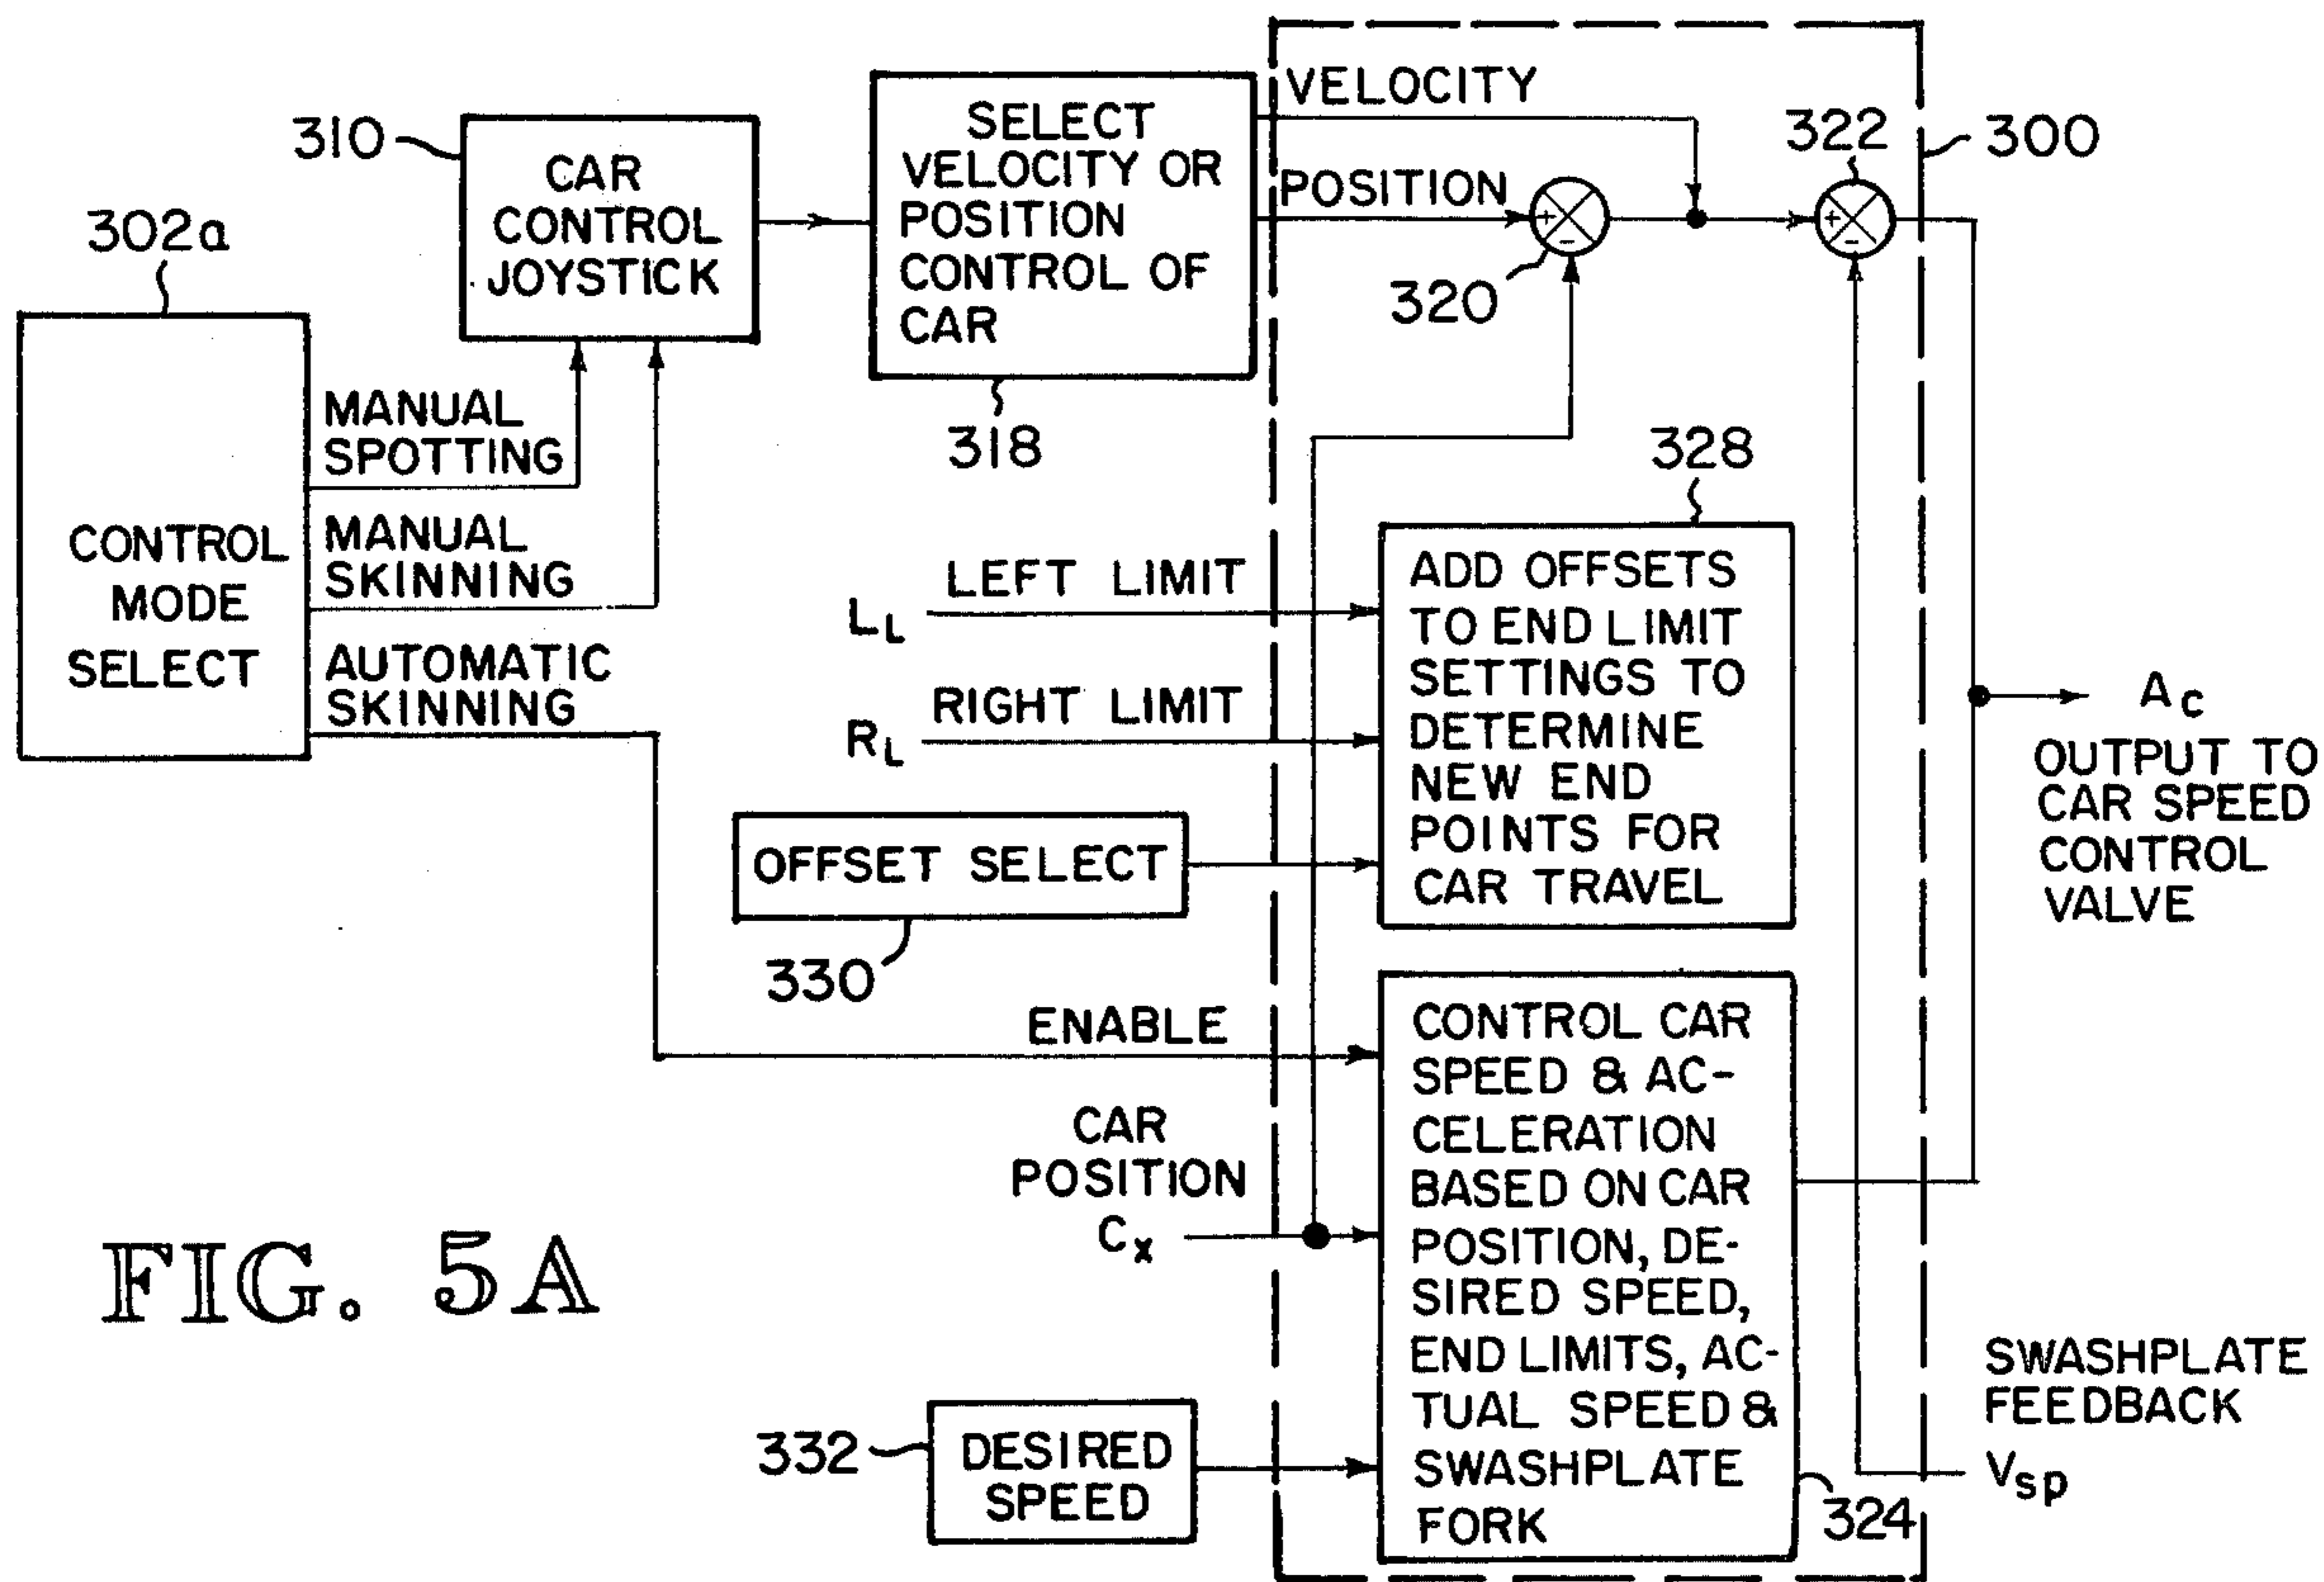 302a
CONTROL
MODE
SELECT
MANUAL
SPOTTING
MANUAL
SKINNING
AUTOMATIC
SKINNING
310
CAR
CONTROL
JOYSTICK
SELECT
VELOCITY OR
POSITION
CONTROL OF
CAR
318
VELOCITY
POSITION
+
-
320
322
+
-
300
LEFT LIMIT
LL
RIGHT LIMIT
RL
OFFSET SELECT
330
328
ADD OFFSETS
TO END LIMIT
SETTINGS TO
DETERMINE
NEW END
POINTS FOR
CAR TRAVEL
Ac
OUTPUT TO
CAR SPEED
CONTROL
VALVE
ENABLE
CAR
POSITION
Cx
332
DESIRED
SPEED
CONTROL CAR
SPEED & AC-
CELERATION
BASED ON CAR
POSITION, DE-
SIRED SPEED,
END LIMITS, AC-
TUAL SPEED &
SWASHPLATE
FORK
324
SWASHPLATE
FEEDBACK
Vsp
FIG. 5A